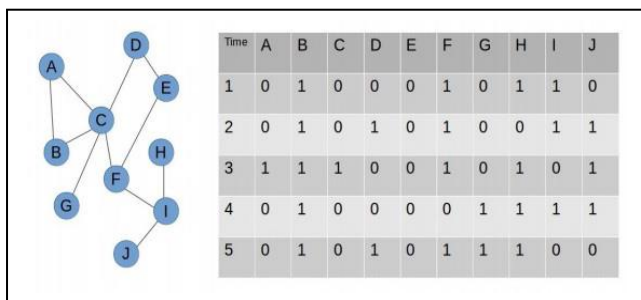 D
A
E
C
B
H
F
G
I
J
Time A B C D E F G H I J
1 0 1 0 0 0 1 0 1 1 0
2 0 1 0 1 0 1 0 0 1 1
3 1 1 1 0 0 1 0 1 0 1
4 0 1 0 0 0 0 1 1 1 1
5 0 1 0 1 0 1 1 1 0 0